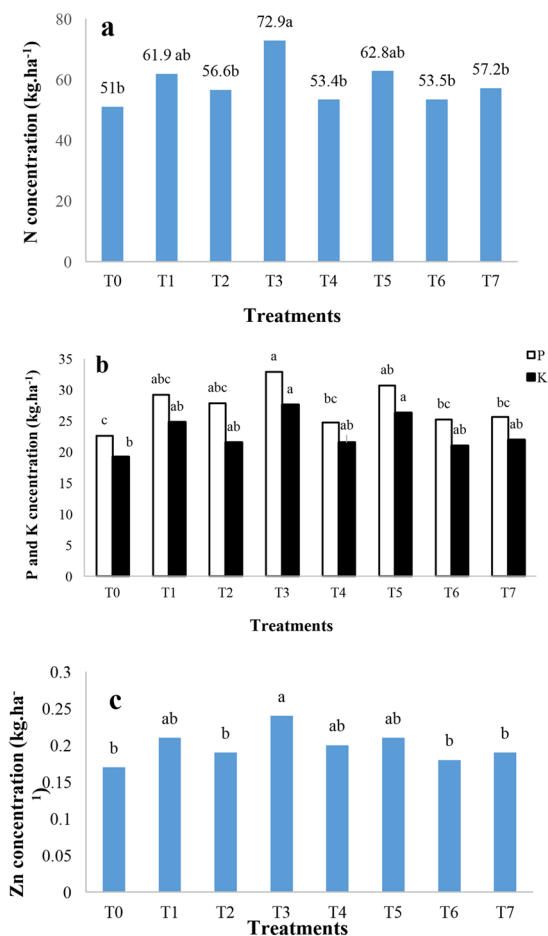 a
N concentration (kg.ha-1)
80
60
40
20
0
51b
61.9 ab
56.6b
72.9a
53.4b
62.8ab
53.5b
57.2b
T0 T1 T2 T3 T4 T5 T6 T7
Treatments
b
P
K
P and K cncentration (kg.ha-1)
35
30
25
20
15
10
5
0
c b
abc ab
abc ab
a a
bc ab
ab a
bc ab
bc ab
T0 T1 T2 T3 T4 T5 T6 T7
Treatments
c
Zn concentration (kg.ha-
1)
0.3
0.25
0.2
0.15
0.1
0.05
0
b ab b a ab ab b b
T0 T1 T2 T3 T4 T5 T6 T7
Treatments